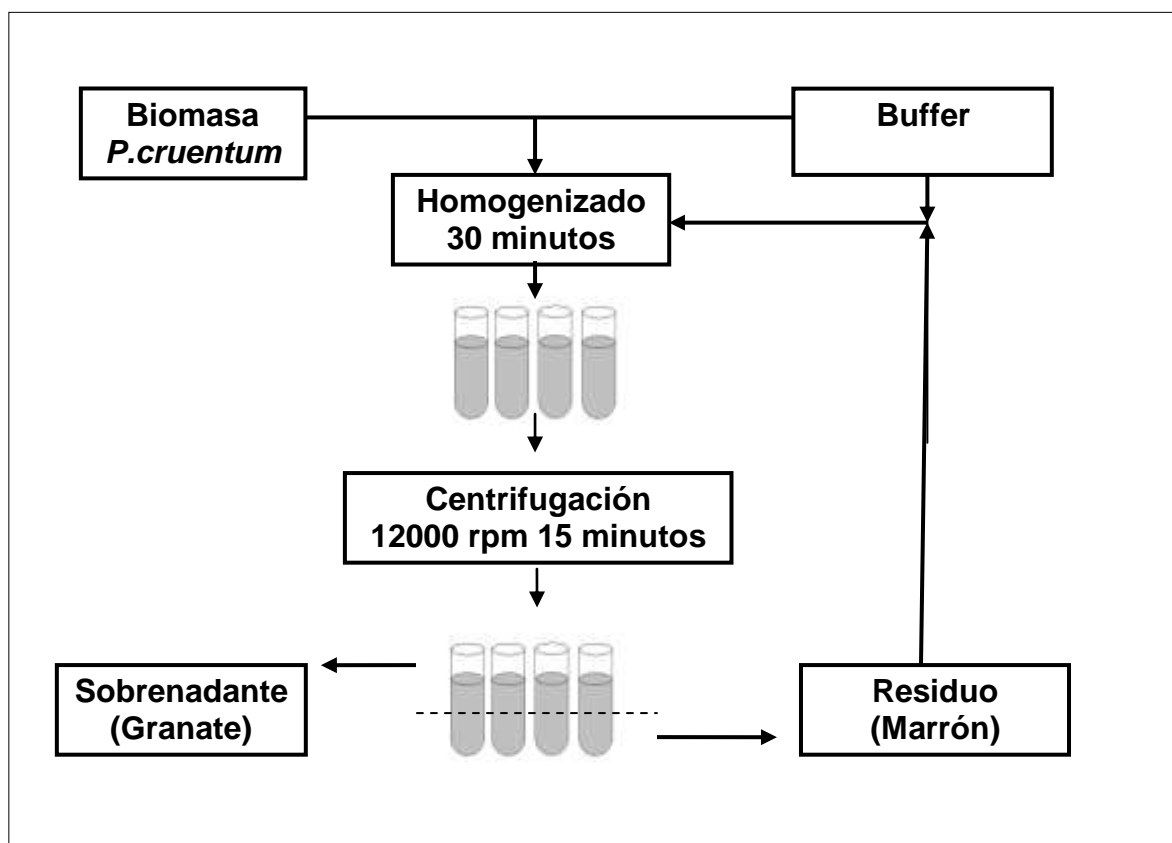 Biomasa
P.cruentum
Buffer
Homogenizado
30 minutos
Centrifugación
12000 rpm 15 minutos
Sobrenadante
(Granate)
Residuo
(Marrón)